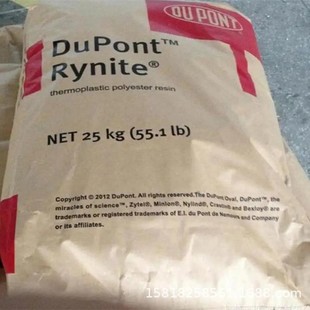 DU PONT
DuPont™
Rynite®
thermoplastic polyester resin
NET 25 kg (55.1 lb)
Copyright © 2012 DuPont. All rights reserved. The DuPont Oval, DuPont™, the
miracles of science™, Zytel®, Minlon®, Nylind®, Crastin® and Bexloy® are
trademarks or registered trademarks of E.I. du Pont de Nemours and Company
or its affiliates.